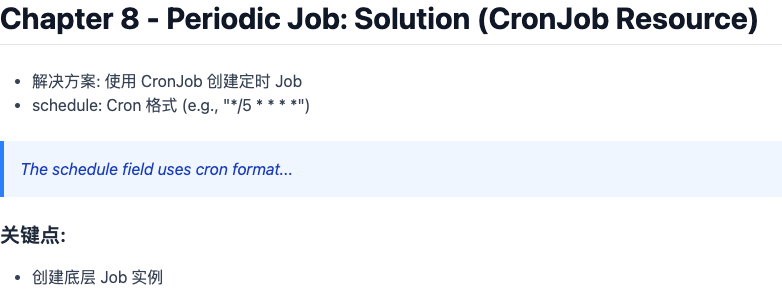 Chapter 8 - Periodic Job: Solution (CronJob Resource)
• 解决方案: 使用 CronJob 创建定时 Job
• schedule: Cron 格式 (e.g., "*/5 * * * *")
The schedule field uses cron format...
关键点:
• 创建底层 Job 实例